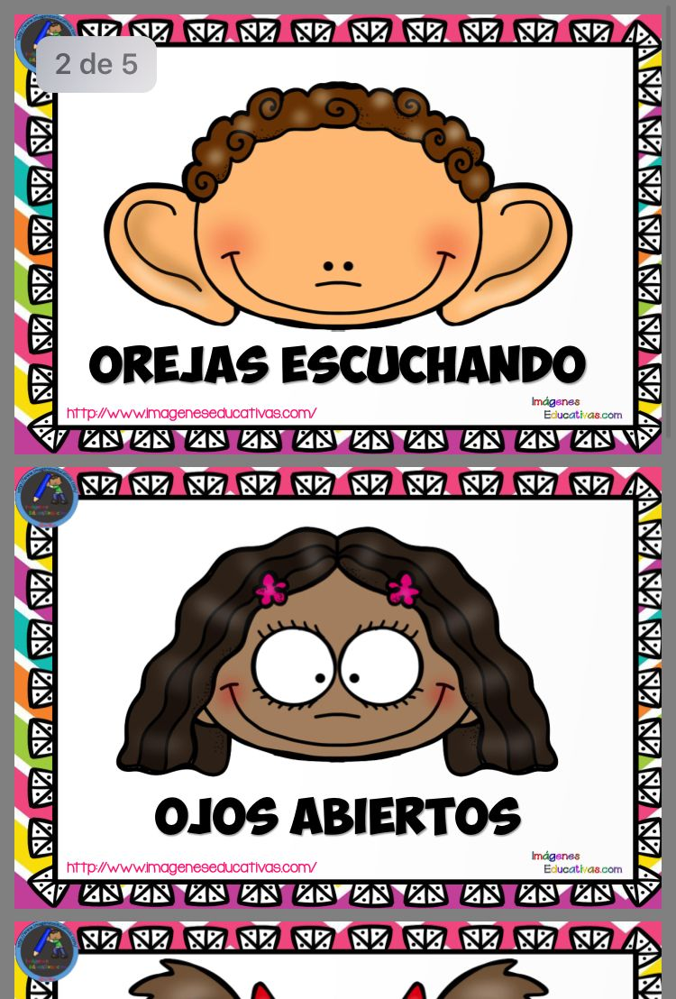 2 de 5
OREJAS ESCUCHANDO
http://www.imageneseducativas.com/
Imágenes
Educativas.com
OJOS ABIERTOS
http://www.imageneseducativas.com/
Imágenes
Educativas.com